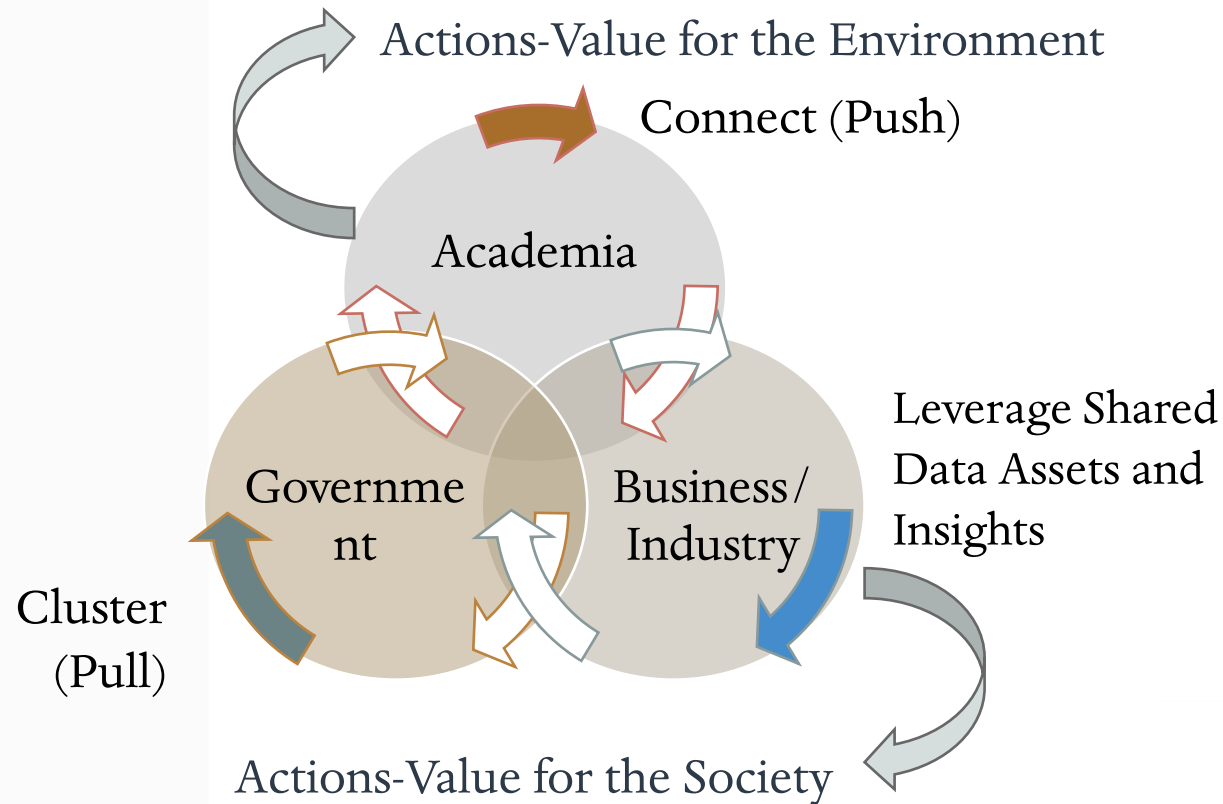 Actions-Value for the Environment
Connect (Push)
Academia
Leverage Shared
Data Assets and
Insights
Governme
nt
Business/
Industry
Cluster
(Pull)
Actions-Value for the Society